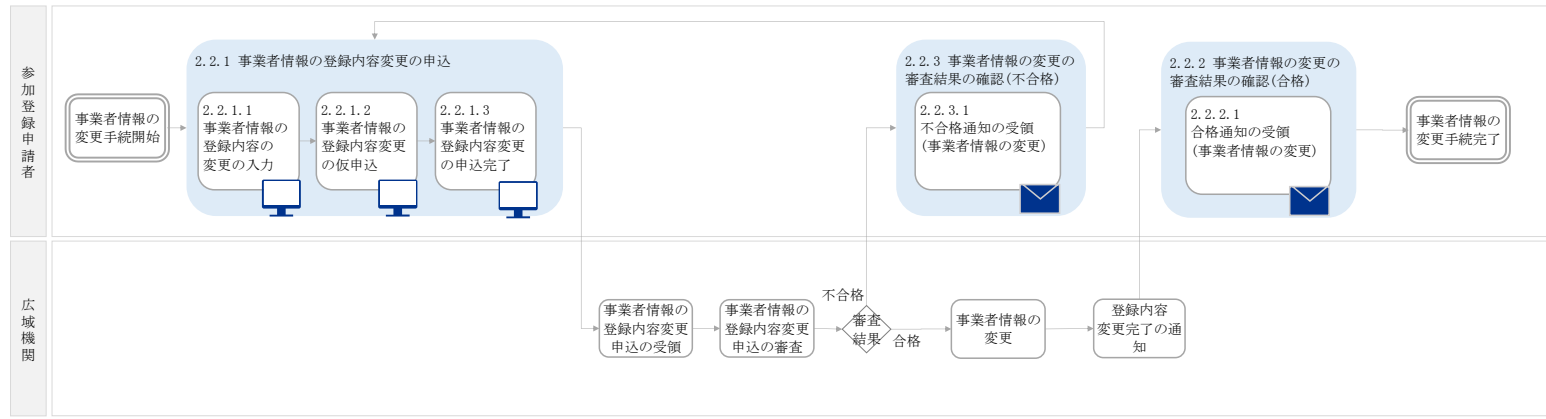 参加登録申請者
事業者情報の
変更手続開始
2.2.1 事業者情報の登録内容変更の申込
2.2.1.1
事業者情報の
登録内容の
変更の入力
2.2.1.2
事業者情報の
登録内容変更
の仮申込
2.2.1.3
事業者情報の
登録内容変更
の申込完了
2.2.3 事業者情報の変更の
審査結果の確認(不合格)
2.2.3.1
不合格通知の受領
(事業者情報の変更)
2.2.2 事業者情報の変更の
審査結果の確認(合格)
2.2.2.1
合格通知の受領
(事業者情報の変更)
事業者情報の
変更手続完了
広域機関
事業者情報の
登録内容変更
申込の受領
事業者情報の
登録内容変更
申込の審査
不合格
審査
結果
合格
事業者情報の
変更
登録内容
変更完了の通
知